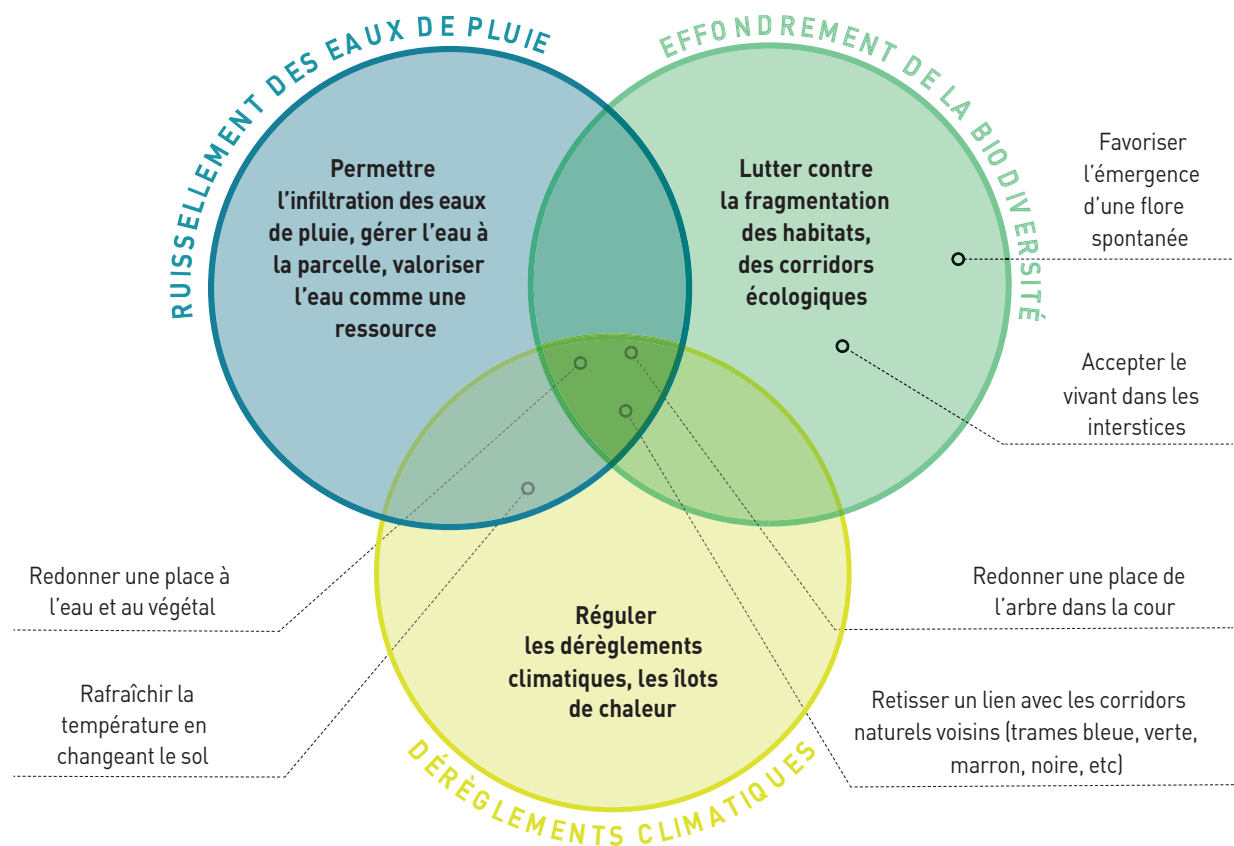 RUISSELLEMENT DES EAUX DE PLUIE
EFFONDREMENT DE LA BIODIVERSITÉ
Permettre
l'infiltration des eaux
de pluie, gérer l'eau à
la parcelle, valoriser
l'eau comme une
ressource
Lutter contre
la fragmentation
des habitats,
des corridors
écologiques
Favoriser
l'émergence
d'une flore
spontanée
Accepter le
vivant dans les
interstices
Redonner une place à
l'eau et au végétal
Rafraîchir la
température en
changeant le sol
Réguler
les dérèglements
climatiques, les îlots
de chaleur
Redonner une place de
l'arbre dans la cour
Retisser un lien avec les corridors
naturels voisins (trames bleue, verte,
marron, noire, etc)
DÉRÈGLEMENTS CLIMATIQUES